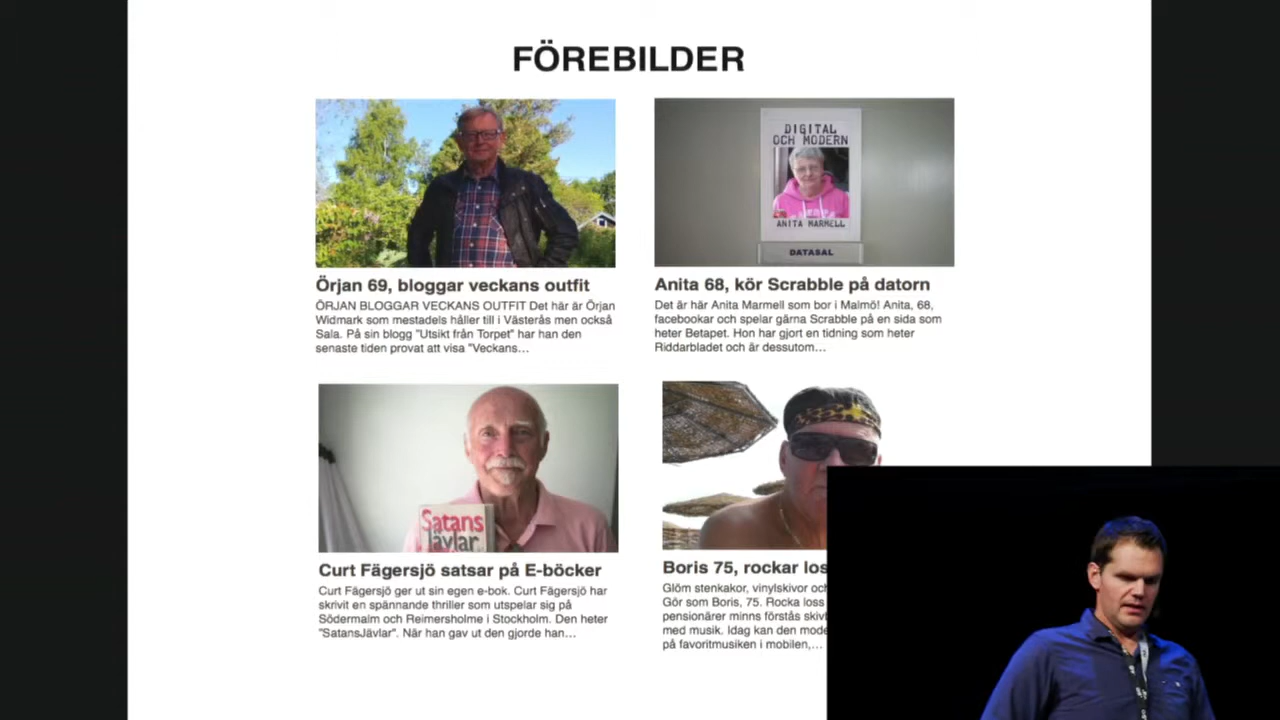 FÖREBILDER
DIGITAL
OCH MODERN
ANITA MARMELL
DATASAL
Örjan 69, bloggar veckans outfit
ÖRJAN BLOGGAR VECKANS OUTFIT Det här är Örjan
Widmark som mestadels håller till i Västerås men också
Sala. På sin blogg "Utsikt från Torpet" har han den
senaste tiden provat att visa "Veckans...
Anita 68, kör Scrabble på datorn
Det är här Anita Marmell som bor i Malmö! Anita, 68,
facebookar och spelar gärna Scrabble på en sida som
heter Betapet. Hon har gjort en tidning som heter
Riddarbladet och är dessutom...
Satans
Jävlar
Curt Fägersjö satsar på E-böcker
Curt Fägersjö ger ut sin egen e-bok. Curt Fägersjö har
skrivit en spännande thriller som utspelar sig på
Södermalm och Reimersholme i Stockholm. Den heter
"SatansJävlar". När han gav ut den gjorde han...
Boris 75, rockar los
Glöm stenkakor, vinylskivor och
Gör som Boris, 75. Rocka loss
pensionärer minns förstås skivb
med musik. Idag kan den mode
på favoritmusiken i mobilen,...